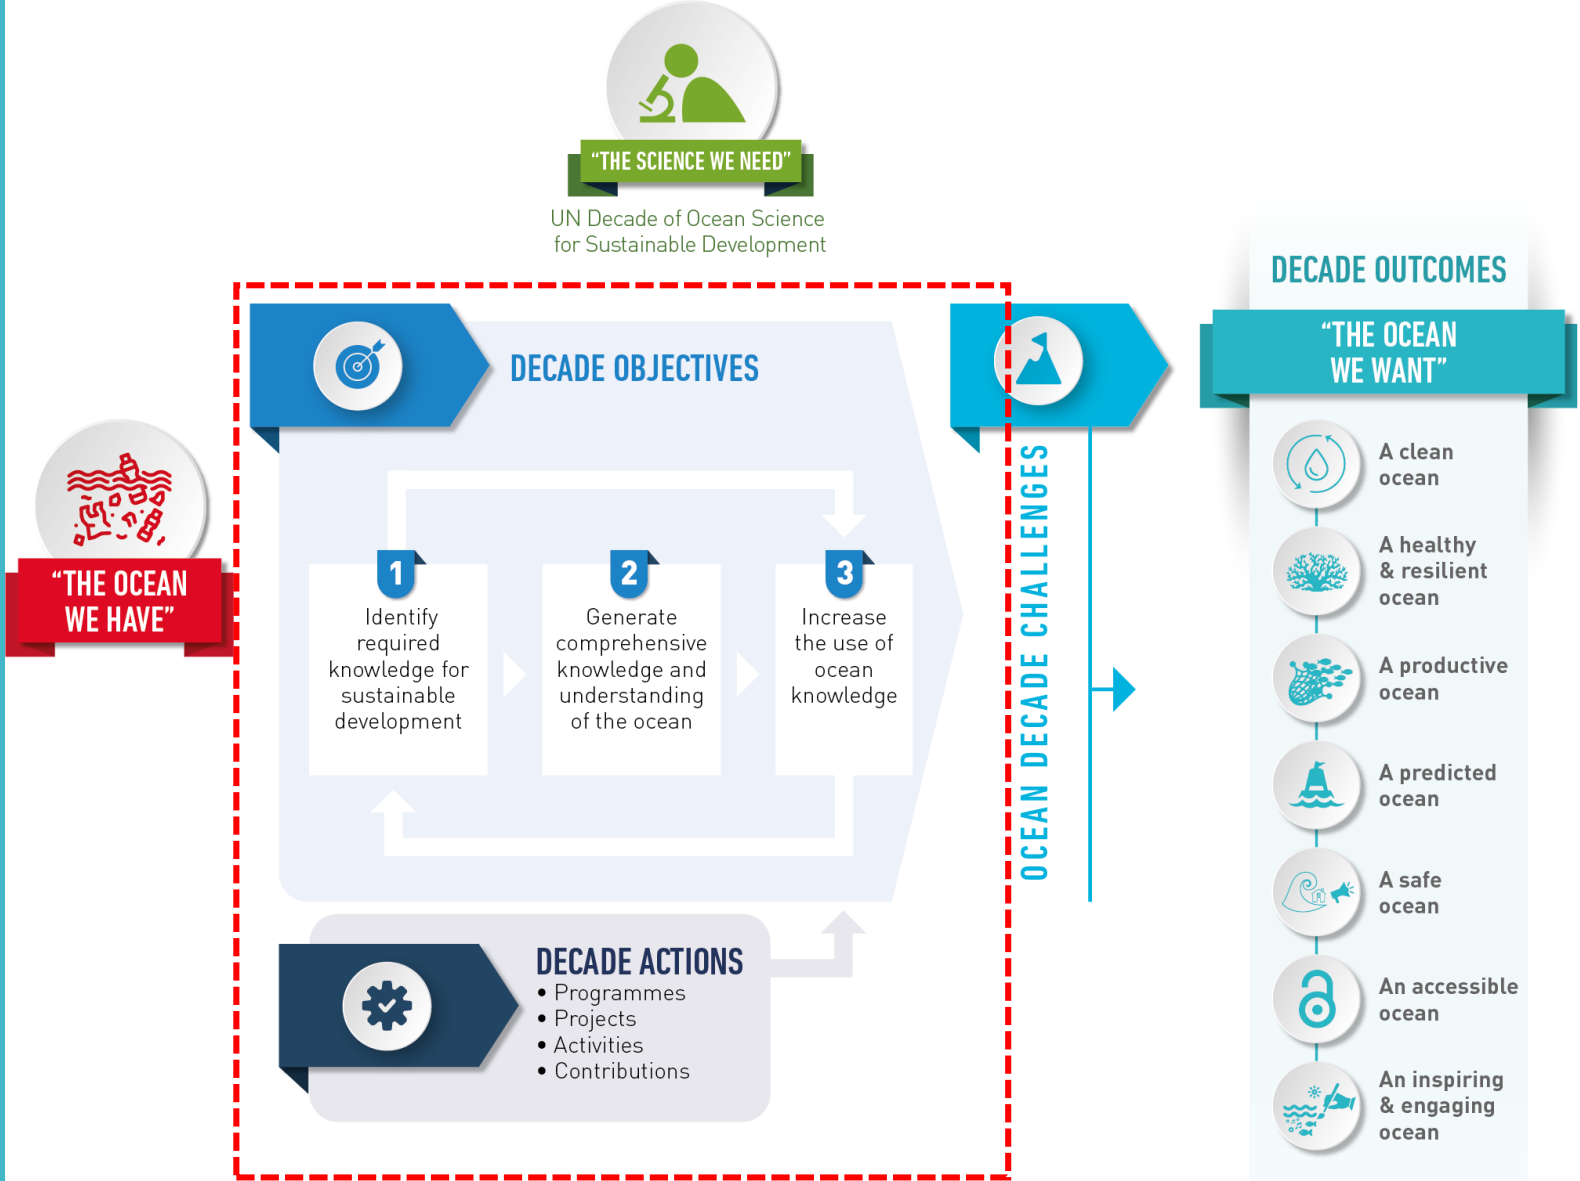 “THE SCIENCE WE NEED”
UN Decade of Ocean Science
for Sustainable Development
“THE OCEAN
WE HAVE”
DECADE OBJECTIVES
1
Identify
required
knowledge for
sustainable
development
2
Generate
comprehensive
knowledge and
understanding
of the ocean
3
Increase
the use of
ocean
knowledge
DECADE ACTIONS
• Programmes
• Projects
• Activities
• Contributions
OCEAN DECADE CHALLENGES
DECADE OUTCOMES
“THE OCEAN
WE WANT”
A clean
ocean
A healthy
& resilient
ocean
A productive
ocean
A predicted
ocean
A safe
ocean
An accessible
ocean
An inspiring
& engaging
ocean